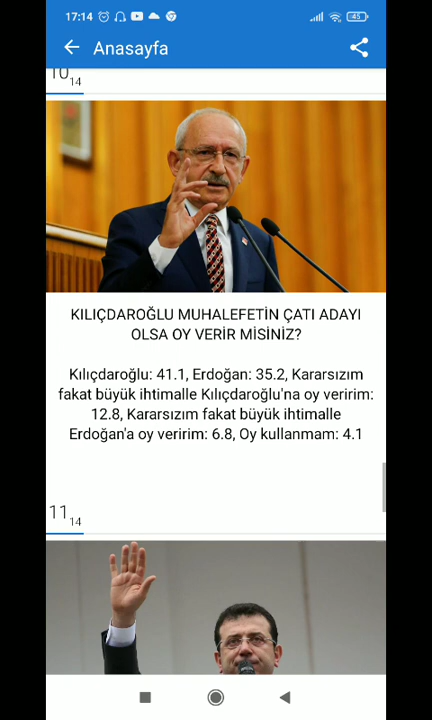 17:14
45
Anasayfa
10
14
KILIÇDAROĞLU MUHALEFETİN ÇATI ADAYI
OLSA OY VERİR MİSİNİZ?
Kılıçdaroğlu: 41.1, Erdoğan: 35.2, Kararsızım
fakat büyük ihtimalle Kılıçdaroğlu'na oy veririm:
12.8, Kararsızım fakat büyük ihtimalle
Erdoğan'a oy veririm: 6.8, Oy kullanmam: 4.1
11
14